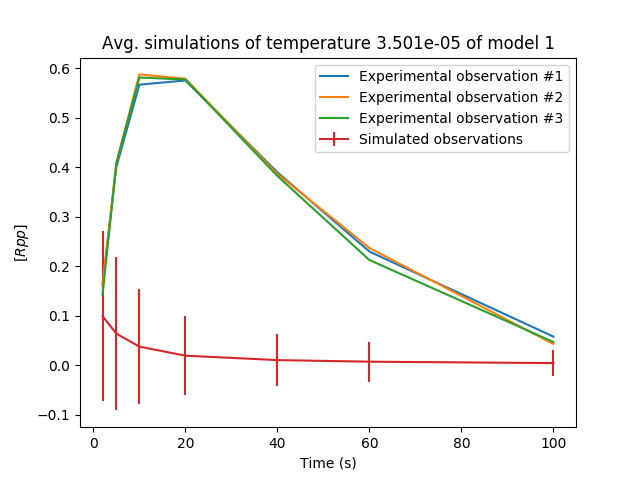 Avg. simulations of temperature 3.501e-05 of model 1
Experimental observation #1
Experimental observation #2
Experimental observation #3
Simulated observations
[Rpp]
0.6
0.5
0.4
0.3
0.2
0.1
0.0
−0.1
0 20 40 60 80 100
Time (s)